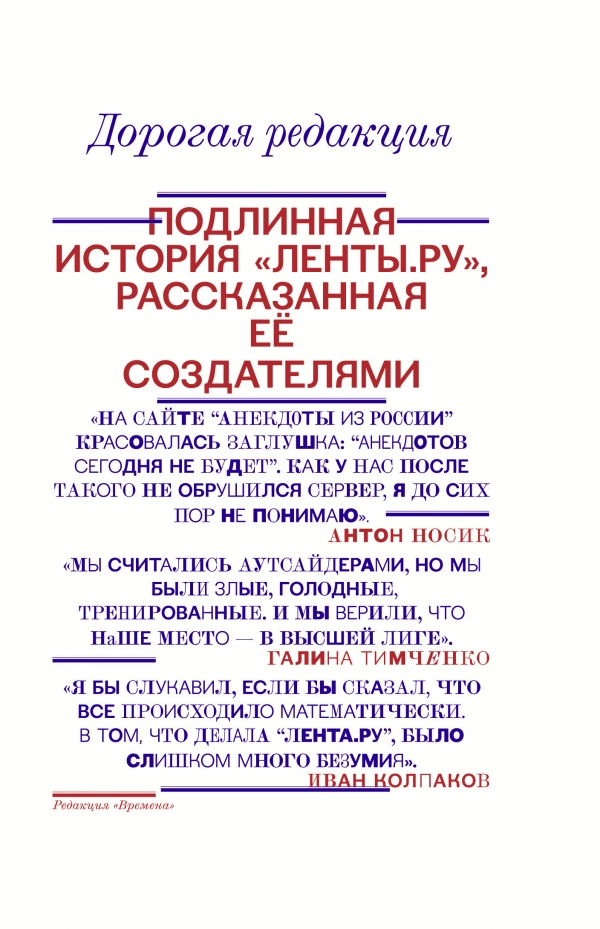 Дорогая редакция
ПОДЛИННАЯ
ИСТОРИЯ «ЛЕНТЫ.РУ»,
РАССКАЗАННАЯ
ЕЁ
СОЗДАТЕЛЯМИ
«НА САЙТЕ “АНЕКДОТЫ ИЗ РОССИИ”
КРАСОВАЛАСЬ ЗАГЛУШКА: “АНЕКДОТОВ
СЕГОДНЯ НЕ БУДЕТ”. КАК У НАС ПОСЛЕ
ТАКОГО НЕ ОБРУШИЛСЯ СЕРВЕР, Я ДО СИХ
ПОР НЕ ПОНИМАЮ».
АНТОН НОСИК
«МЫ СЧИТАЛИСЬ АУТСАЙДЕРАМИ, НО МЫ
БЫЛИ ЗЛЫЕ, ГОЛОДНЫЕ,
ТРЕНИРОВАННЫЕ. И МЫ ВЕРИЛИ, ЧТО
НАШЕ МЕСТО — В ВЫСШЕЙ ЛИГЕ».
ГАЛИНА ТИМЧЕНКО
«Я БЫ СЛУКАВИЛ, ЕСЛИ БЫ СКАЗАЛ, ЧТО
ВСЕ ПРОИСХОДИЛО МАТЕМАТИЧЕСКИ.
В ТОМ, ЧТО ДЕЛАЛА “ЛЕНТА.РУ”, БЫЛО
СЛИШКОМ МНОГО БЕЗУМИЯ».
ИВАН КОЛПАКОВ
Редакция «Времена»